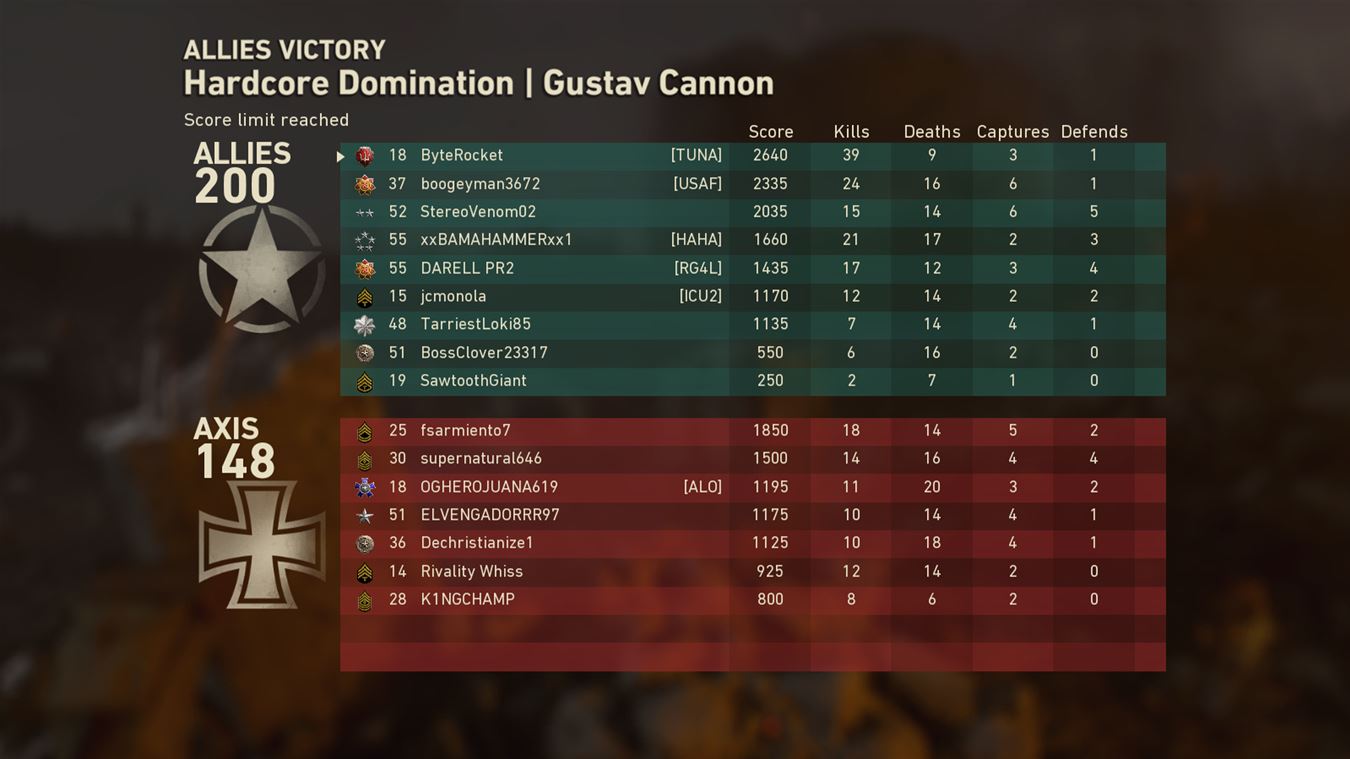 ALLIES VICTORY
Hardcore Domination | Gustav Cannon
Score limit reached
Score Kills Deaths Captures Defends
ALLIES
200
18 ByteRocket [TUNA] 2640 39 9 3 1
37 boogeyman3672 [USAF] 2335 24 16 6 1
52 StereoVenom02 2035 15 14 6 5
55 xxBAMAHAMMERxx1 [HAHA] 1660 21 17 2 3
55 DARELL PR2 [RG4L] 1435 17 12 3 4
15 jcmonola [ICU2] 1170 12 14 2 2
48 TarriestLoki85 1135 7 14 4 1
51 BossClover23317 550 6 16 2 0
19 SawtoothGiant 250 2 7 1 0
AXIS
148
25 fsarmiento7 1850 18 14 5 2
30 supernatural646 1500 14 16 4 4
18 OGHEROJUANA619 [ALO] 1195 11 20 3 2
51 ELVENGADORRR97 1175 10 14 4 1
36 Dechristianize1 1125 10 18 4 1
14 Rivality Whiss 925 12 14 2 0
28 K1NGCHAMP 800 8 6 2 0